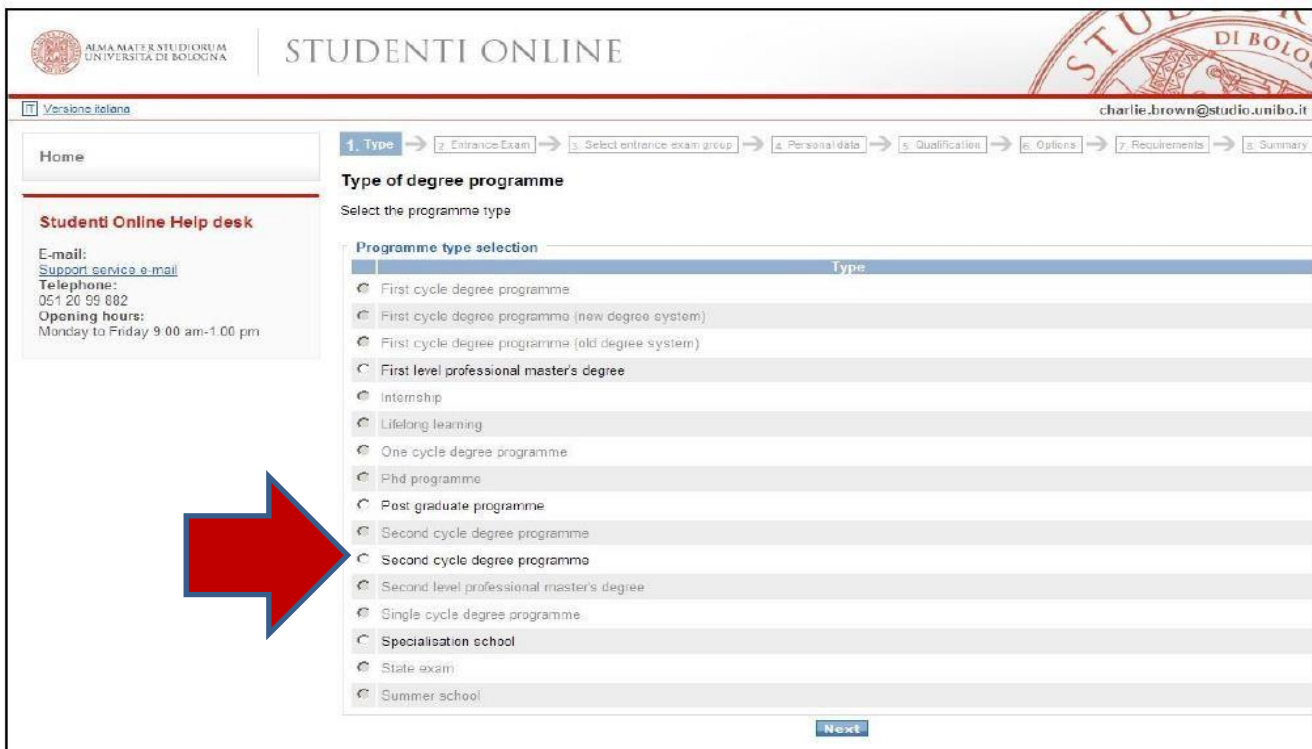 ALMA MATER STUDIORUM
UNIVERSITÀ DI BOLOGNA
STUDENTI ONLINE
DI BOLO
IT Versione italiana
charlie.brown@studio.unibo.it
Home
Studenti Online Help desk
E-mail:
Support service e-mail
Telephone:
051 20 99 882
Opening hours:
Monday to Friday 9:00 am-1.00 pm
1. Type
2. Entrance Exam
3. Select entrance exam group
4. Personal data
5. Qualification
6. Options
7. Requirements
8. Summary
Type of degree programme
Select the programme type
Programme type selection
Type
First cycle degree programme
First cycle degree programme (new degree system)
First cycle degree programme (old degree system)
First level professional master's degree
Internship
Lifelong learning
One cycle degree programme
Phd programme
Post graduate programme
Second cycle degree programme
Second cycle degree programme
Second level professional master's degree
Single cycle degree programme
Specialisation school
State exam
Summer school
Next